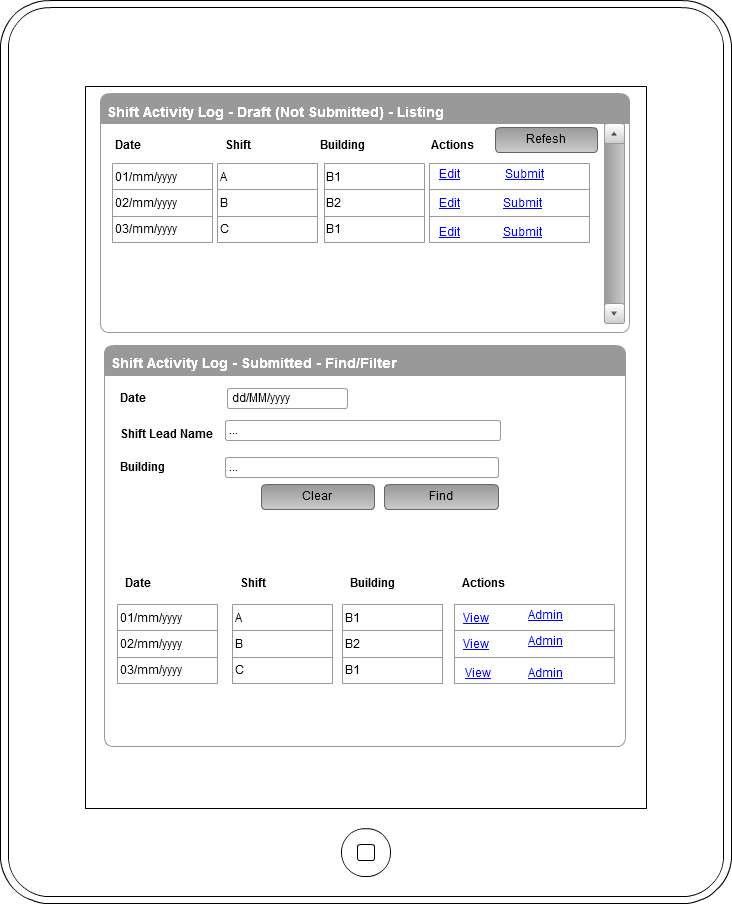 Shift Activity Log - Draft (Not Submitted) - Listing
Date Shift Building Actions Refesh
01/mm/yyyy A B1 Edit Submit
02/mm/yyyy B B2 Edit Submit
03/mm/yyyy C B1 Edit Submit
Shift Activity Log - Submitted - Find/Filter
Date dd/MM/yyyy
Shift Lead Name ...
Building ...
Clear Find
Date Shift Building Actions
01/mm/yyyy A B1 View Admin
02/mm/yyyy B B2 View Admin
03/mm/yyyy C B1 View Admin